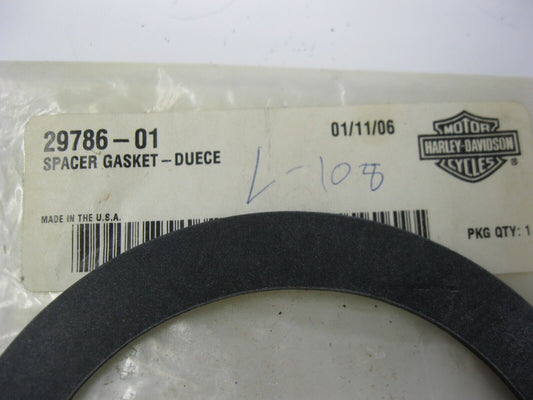 29786-01
01/11/06
SPACER GASKET-DUECE
MOTOR
HARLEY-DAVIDSON
CYCLES
®
L-108
MADE IN THE U.S.A.
PKG QTY: 1